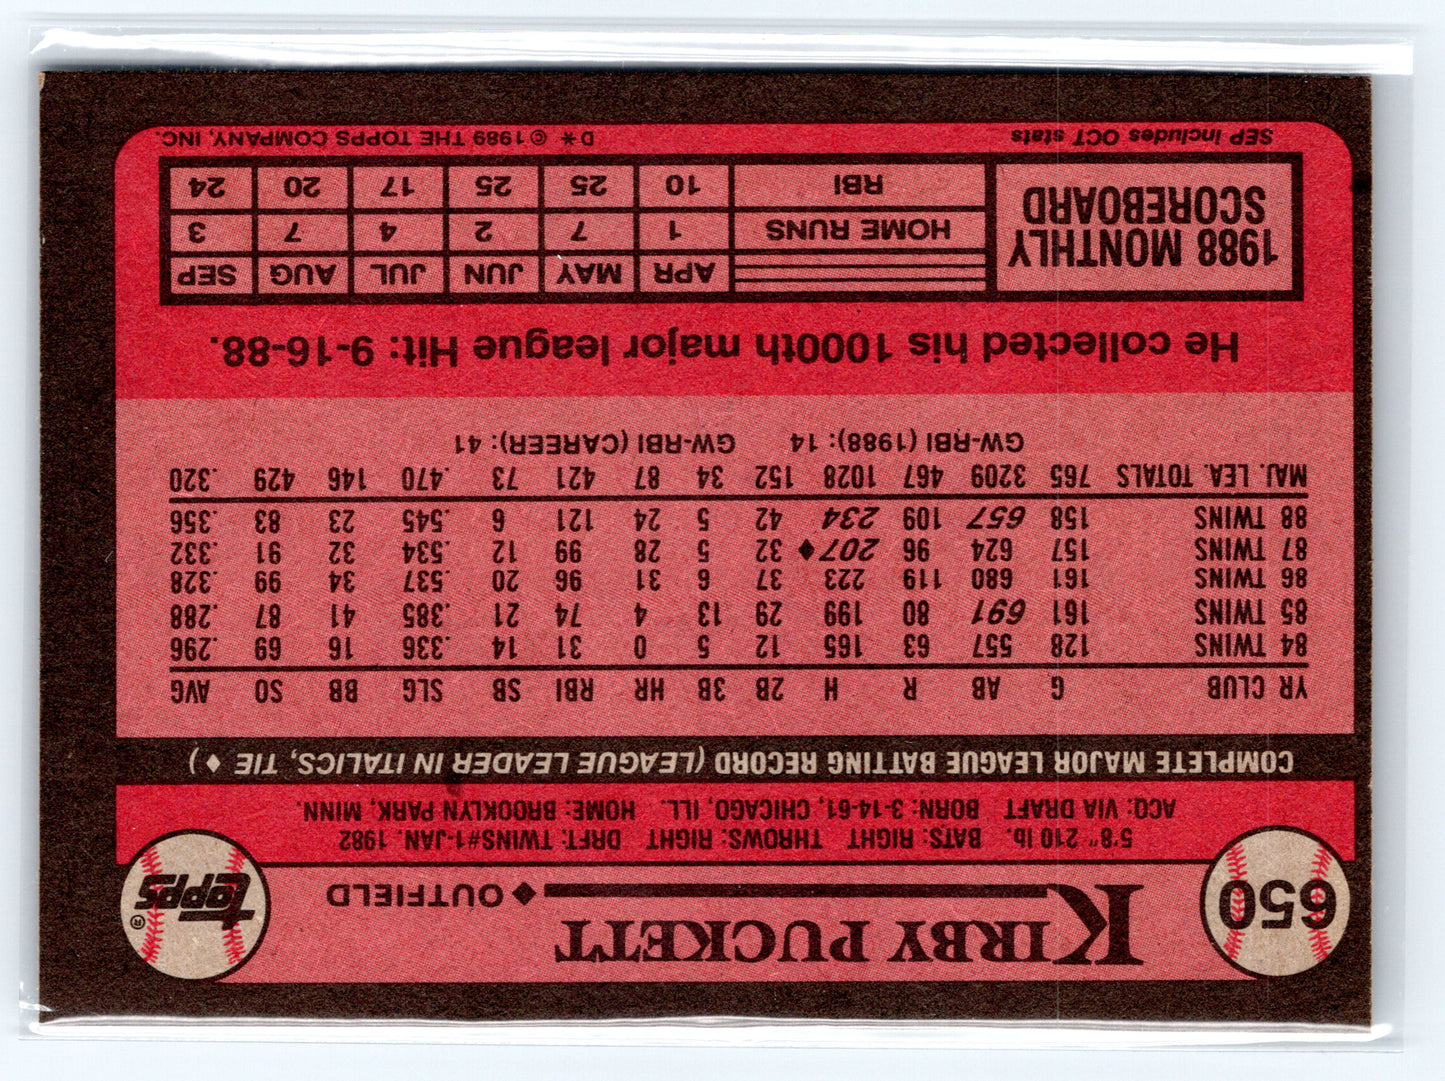 650
KIRBY PUCKETT ♦ OUTFIELD
topps®
5'8" 210 lb. BATS: RIGHT THROWS: RIGHT DRFT: TWINS#1-JAN. 1982
ACQ: VIA DRAFT BORN: 3-14-61, CHICAGO, ILL. HOME: BROOKLYN PARK, MINN.
COMPLETE MAJOR LEAGUE BATTING RECORD (LEAGUE LEADER IN ITALICS, TIE ♦)
YR CLUB G AB R H 2B 3B HR RBI SB SLG BB SO AVG
84 TWINS 128 557 63 165 12 5 0 31 14 .336 16 69 .296
85 TWINS 161 691 80 199 29 13 4 74 21 .385 41 87 .288
86 TWINS 161 680 119 223 37 6 31 96 20 .537 34 99 .328
87 TWINS 157 624 96 207♦ 32 5 28 99 12 .534 32 91 .332
88 TWINS 158 657 109 234 42 5 24 121 6 .545 23 83 .356
MAJ. LEA. TOTALS 765 3209 467 1028 152 34 87 421 73 .470 146 429 .320
GW-RBI (1988): 14 GW-RBI (CAREER): 41
He collected his 1000th major league Hit: 9-16-88.
1988 MONTHLY
SCOREBOARD
APR MAY JUN JUL AUG SEP
HOME RUNS 1 7 2 4 7 3
RBI 10 25 25 17 20 24
SEP includes OCT stats
D* © 1989 THE TOPPS COMPANY, INC.